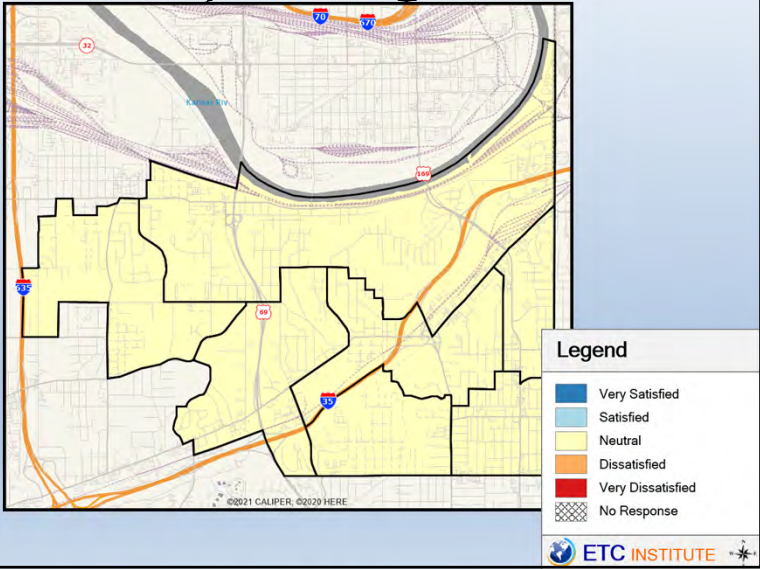 70
670
32
Kansas Riv
169
635
69
35
©2021 CALIPER; ©2020 HERE
Legend
Very Satisfied
Satisfied
Neutral
Dissatisfied
Very Dissatisfied
No Response
ETC INSTITUTE
N
W E
S